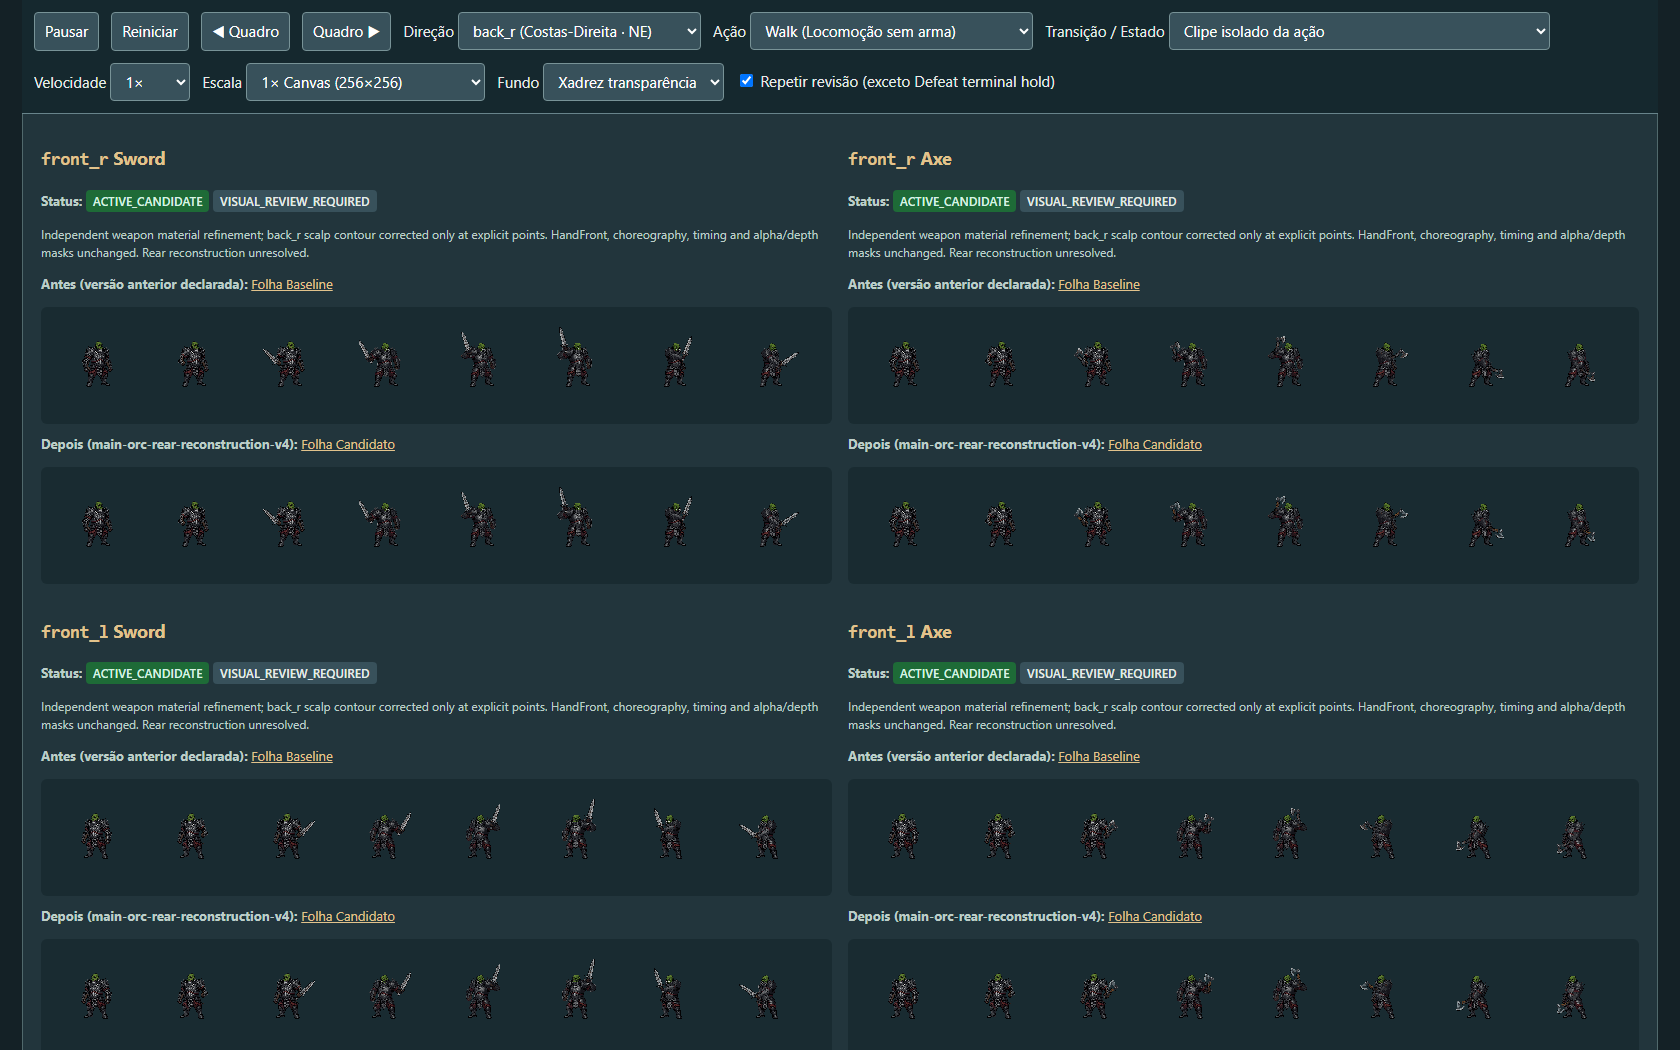 Pausar Reiniciar ◀ Quadro Quadro ▶ Direção back_r (Costas-Direita · NE) Ação Walk (Locomoção sem arma) Transição / Estado Clipe isolado da ação
Velocidade 1× Escala 1× Canvas (256×256) Fundo Xadrez transparência Repetir revisão (exceto Defeat terminal hold)
front_r Sword
Status: ACTIVE_CANDIDATE VISUAL_REVIEW_REQUIRED
Independent weapon material refinement; back_r scalp contour corrected only at explicit points. HandFront, choreography, timing and alpha/depth
masks unchanged. Rear reconstruction unresolved.
Antes (versão anterior declarada): Folha Baseline
Depois (main-orc-rear-reconstruction-v4): Folha Candidato
front_r Axe
Status: ACTIVE_CANDIDATE VISUAL_REVIEW_REQUIRED
Independent weapon material refinement; back_r scalp contour corrected only at explicit points. HandFront, choreography, timing and alpha/depth
masks unchanged. Rear reconstruction unresolved.
Antes (versão anterior declarada): Folha Baseline
Depois (main-orc-rear-reconstruction-v4): Folha Candidato
front_l Sword
Status: ACTIVE_CANDIDATE VISUAL_REVIEW_REQUIRED
Independent weapon material refinement; back_r scalp contour corrected only at explicit points. HandFront, choreography, timing and alpha/depth
masks unchanged. Rear reconstruction unresolved.
Antes (versão anterior declarada): Folha Baseline
Depois (main-orc-rear-reconstruction-v4): Folha Candidato
front_l Axe
Status: ACTIVE_CANDIDATE VISUAL_REVIEW_REQUIRED
Independent weapon material refinement; back_r scalp contour corrected only at explicit points. HandFront, choreography, timing and alpha/depth
masks unchanged. Rear reconstruction unresolved.
Antes (versão anterior declarada): Folha Baseline
Depois (main-orc-rear-reconstruction-v4): Folha Candidato